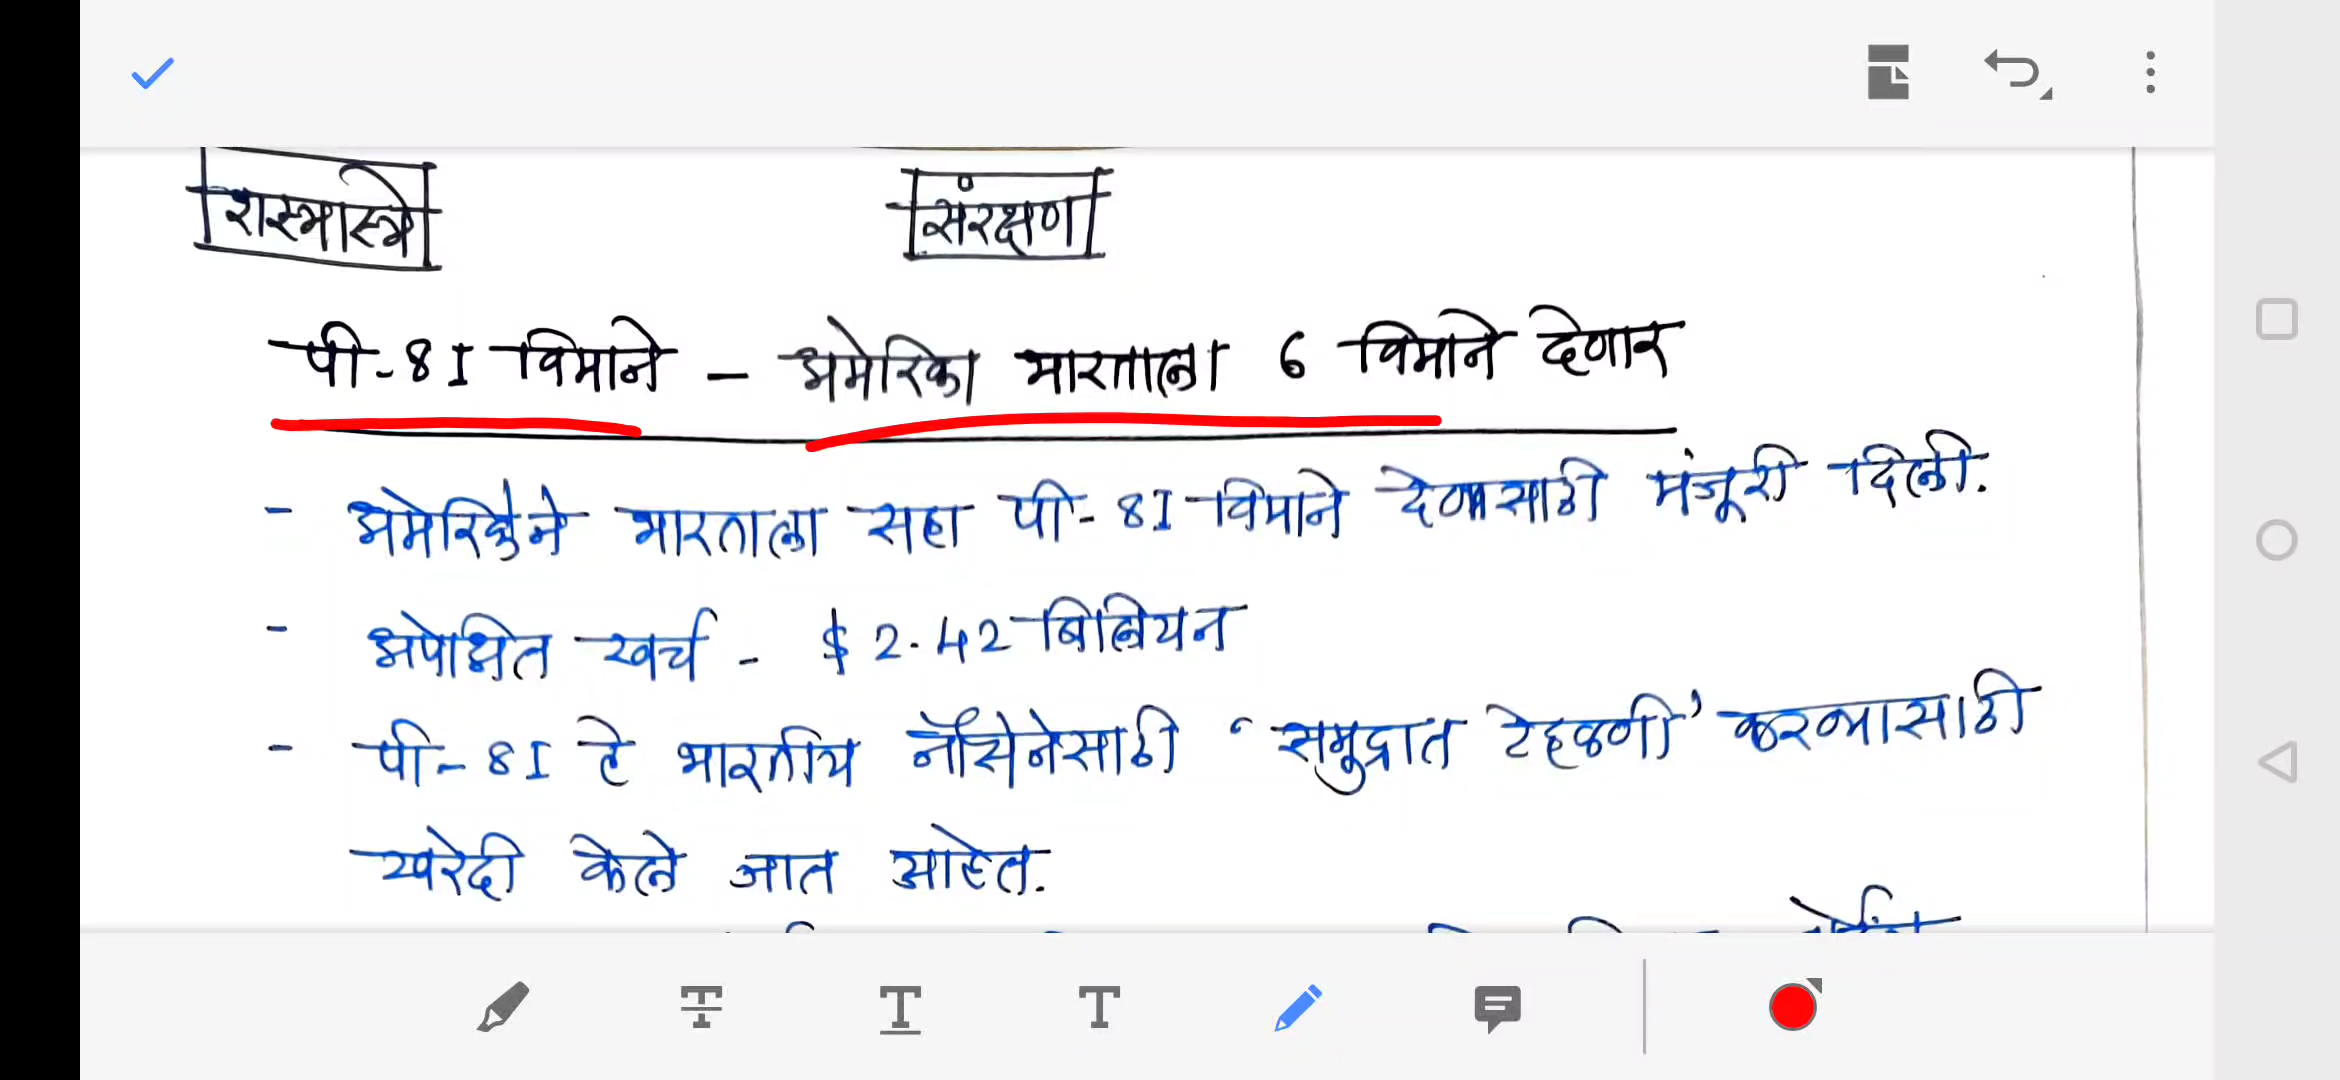 शस्त्रास्त्रे
संरक्षण
पी-8I विमाने – अमेरिका भारताला 6 विमाने देणार
- अमेरिकेने भारताला सहा पी-8I विमाने देण्यासाठी मंजूरी दिली.
- अपेक्षित खर्च - $ 2.42 बिलियन
- पी-8I हे भारतीय नौसेनेसाठी ‘समुद्रात टेहळणी’ करण्यासाठी
खरेदी केले जात आहेत.